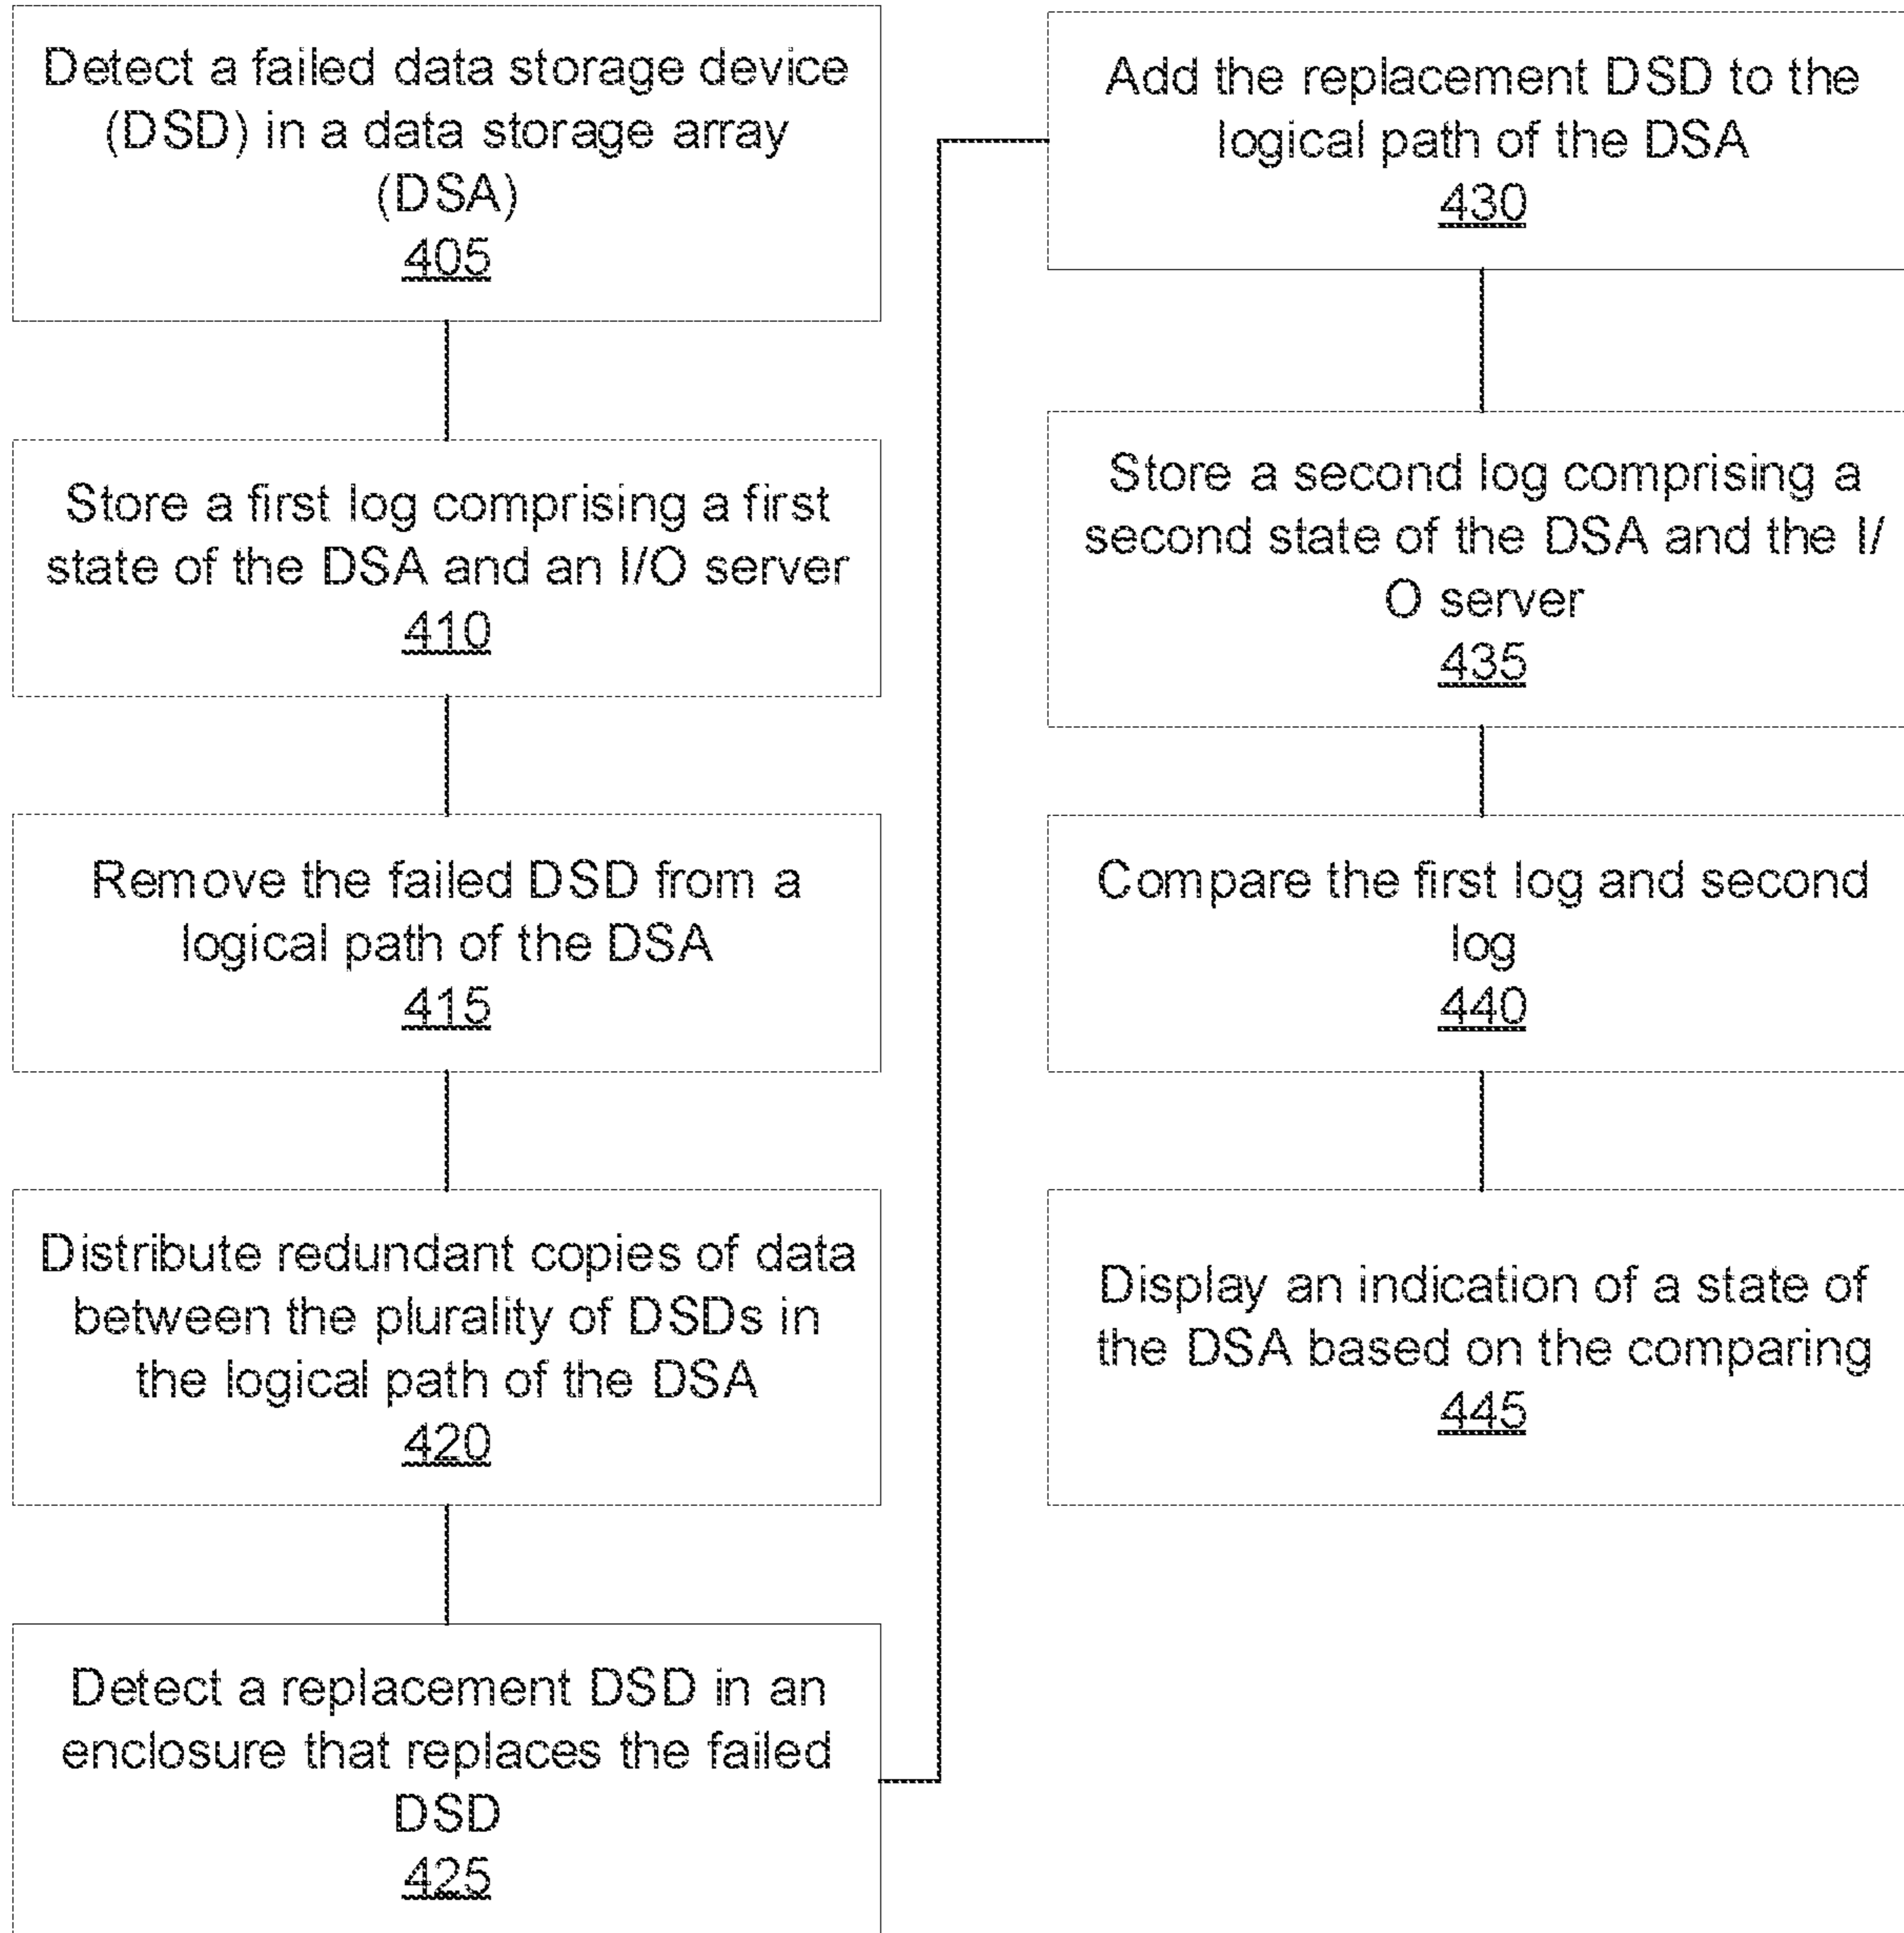 Detect a failed data storage device
(DSD) in a data storage array
(DSA)
405
Store a first log comprising a first
state of the DSA and an I/O server
410
Remove the failed DSD from a
logical path of the DSA
415
Distribute redundant copies of data
between the plurality of DSDs in
the logical path of the DSA
420
Detect a replacement DSD in an
enclosure that replaces the failed
DSD
425
Add the replacement DSD to the
logical path of the DSA
430
Store a second log comprising a
second state of the DSA and the I/
O server
435
Compare the first log and second
log
440
Display an indication of a state of
the DSA based on the comparing
445